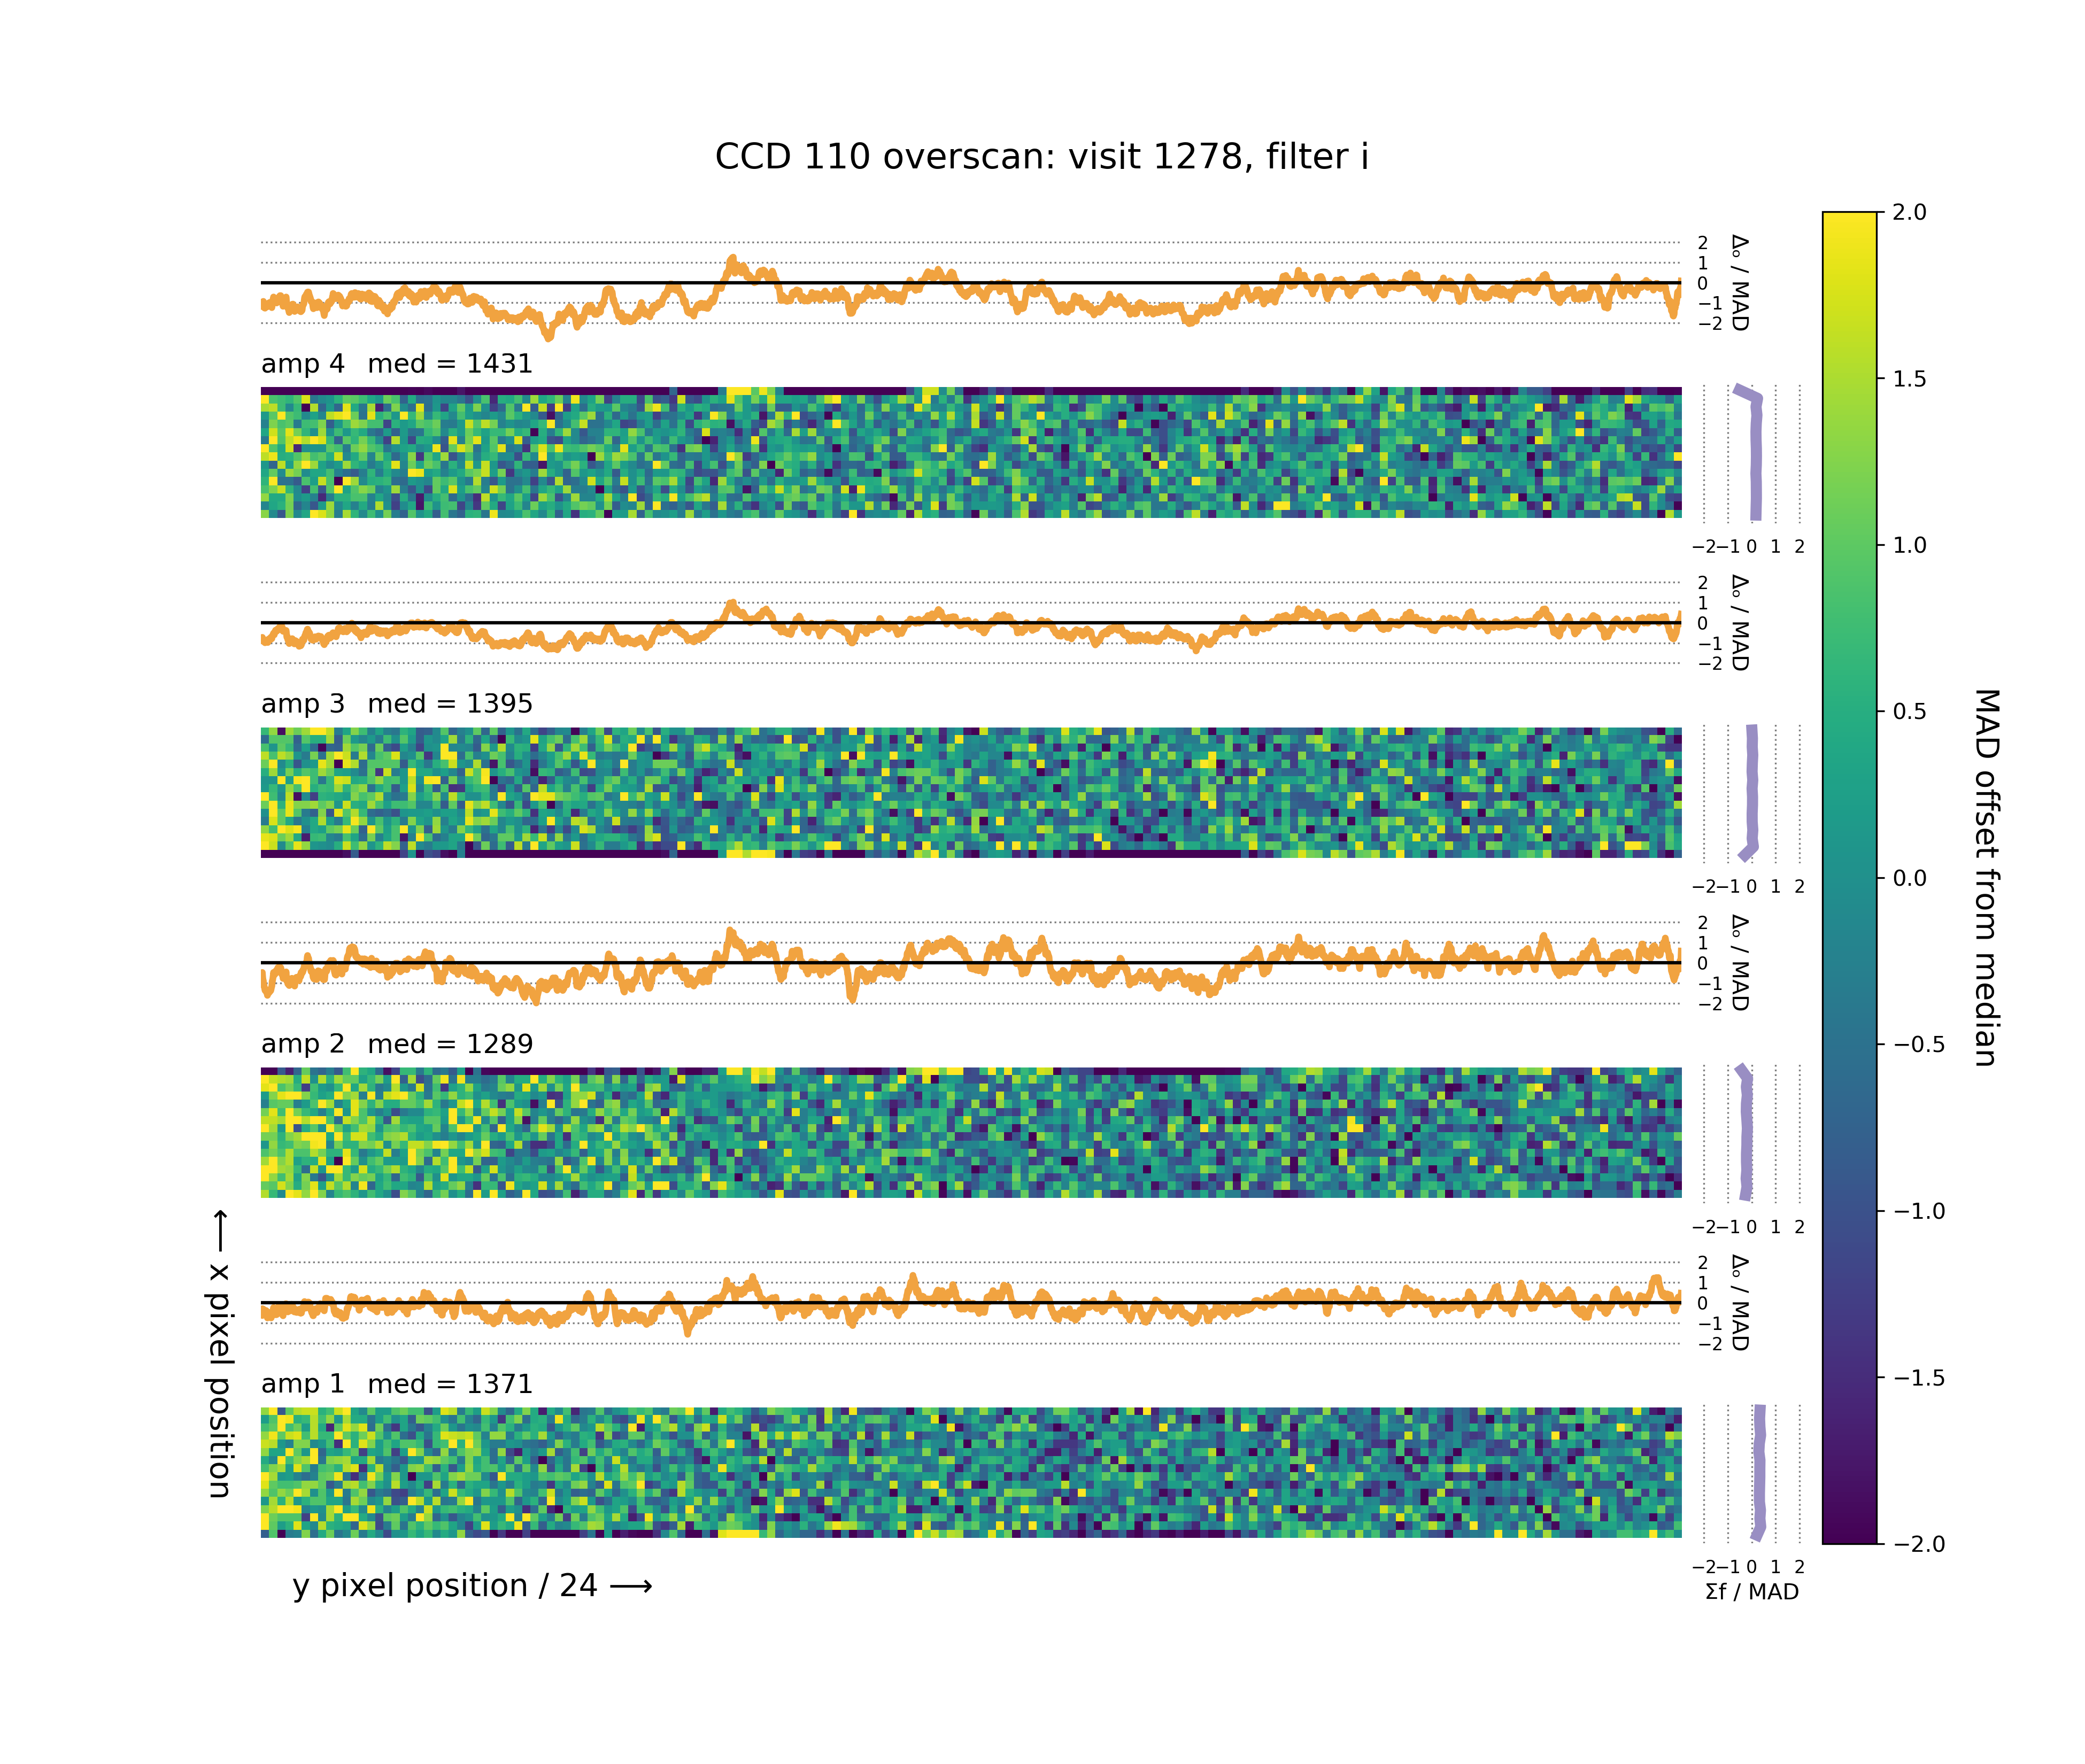 CCD 110 overscan: visit 1278, filter i
2
1
0
−1
−2
Δₒ / MAD
amp 4 med = 1431
−2 −1 0 1 2
2
1
0
−1
−2
Δₒ / MAD
amp 3 med = 1395
−2 −1 0 1 2
2
1
0
−1
−2
Δₒ / MAD
amp 2 med = 1289
−2 −1 0 1 2
2
1
0
−1
−2
Δₒ / MAD
amp 1 med = 1371
−2 −1 0 1 2
Σf / MAD
x pixel position ⟶
y pixel position / 24 ⟶
2.0
1.5
1.0
0.5
0.0
−0.5
−1.0
−1.5
−2.0
MAD offset from median